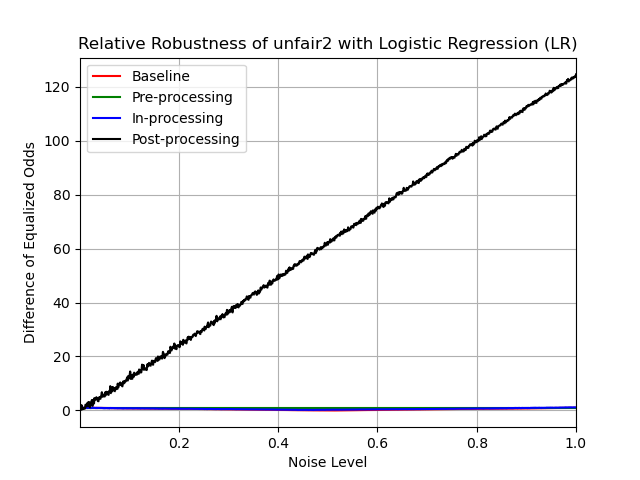 Relative Robustness of unfair2 with Logistic Regression (LR)
Baseline
Pre-processing
In-processing
Post-processing
Difference of Equalized Odds
120
100
80
60
40
20
0
0.2 0.4 0.6 0.8 1.0
Noise Level